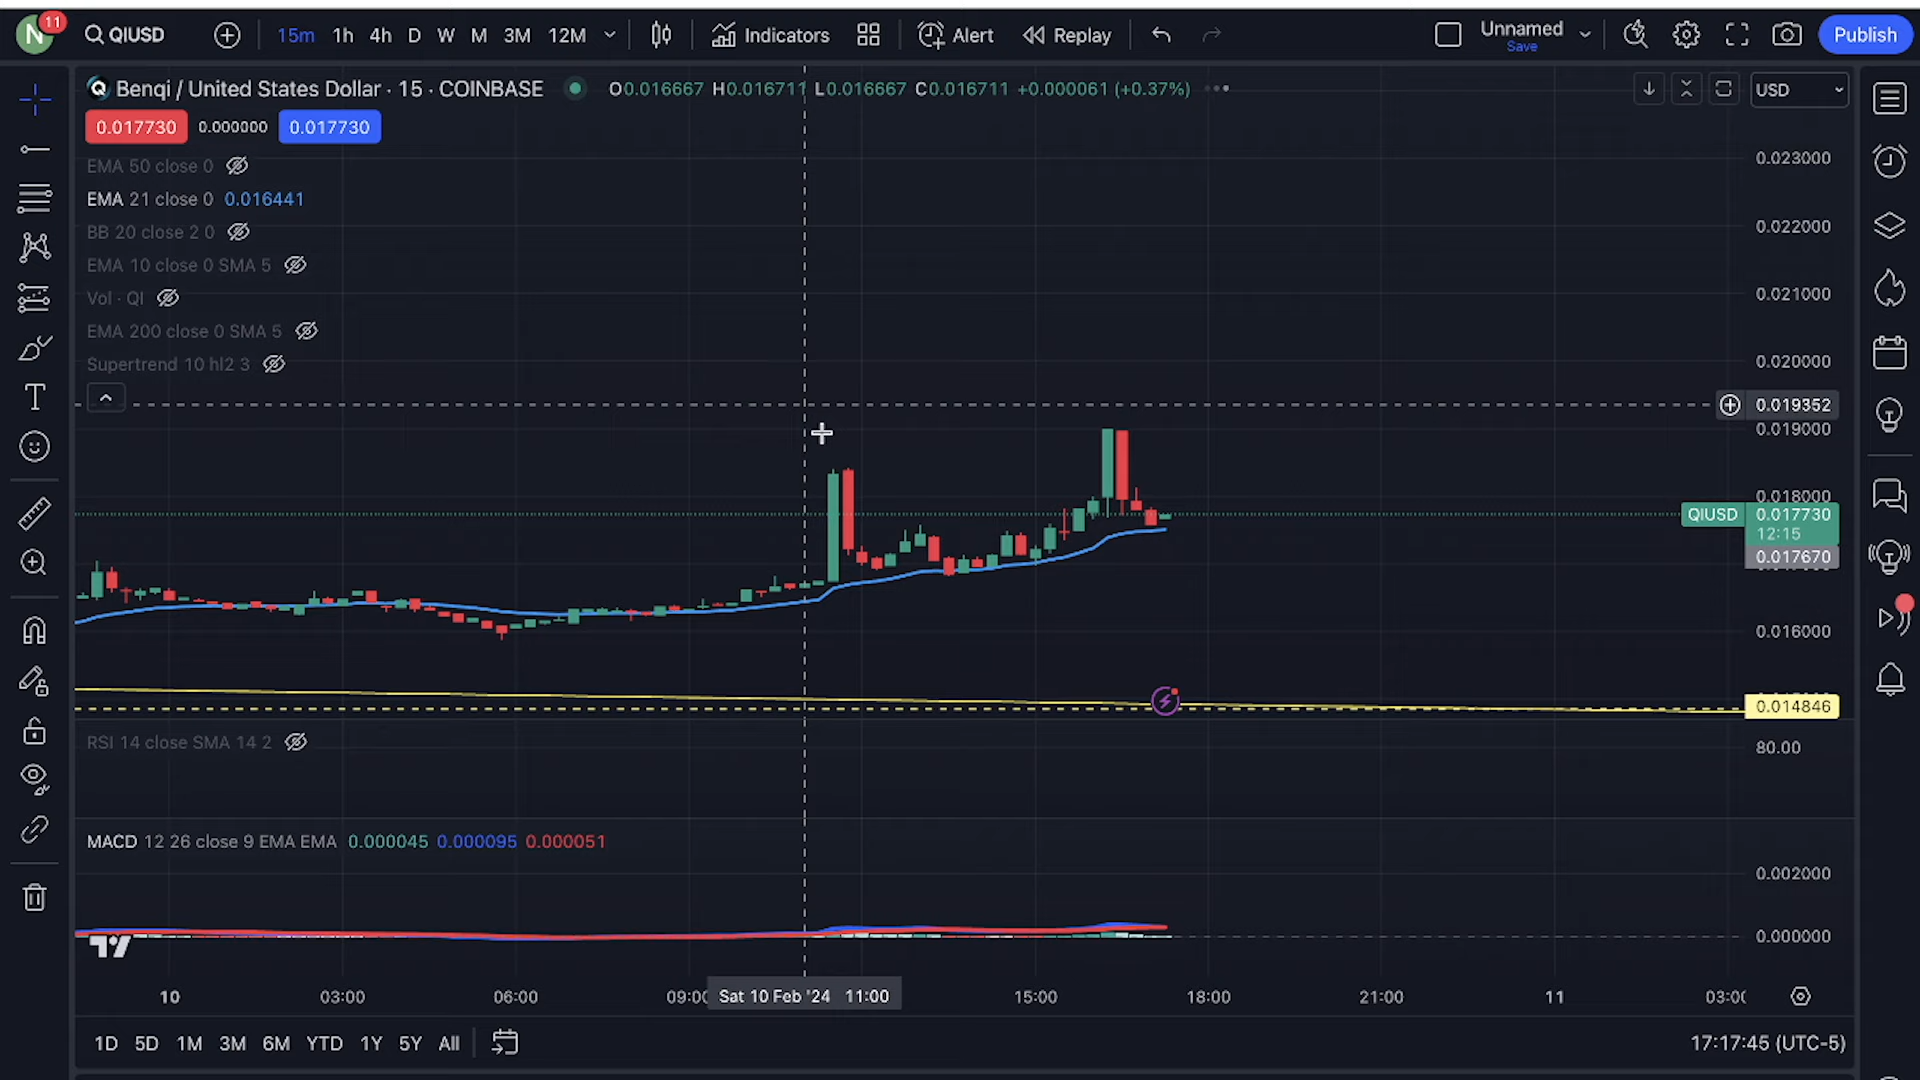 N 11 QIUSD 15m 1h 4h D W M 3M 12M Indicators Alert Replay Unnamed Save Publish
Benqi / United States Dollar · 15 · COINBASE O0.016667 H0.016711 L0.016667 C0.016711 +0.000061 (+0.37%) USD
0.017730 0.000000 0.017730
EMA 50 close 0
EMA 21 close 0 0.016441
BB 20 close 2 0
EMA 10 close 0 SMA 5
Vol · QI
EMA 200 close 0 SMA 5
Supertrend 10 hl2 3
0.023000
0.022000
0.021000
0.020000
0.019352
0.019000
0.018000
QIUSD 0.017730
12:15
0.017670
0.016000
0.014846
RSI 14 close SMA 14 2
80.00
MACD 12 26 close 9 EMA EMA 0.000045 0.000095 0.000051
0.002000
0.000000
10 03:00 06:00 Sat 10 Feb '24 11:00 15:00 18:00 21:00 11
1D 5D 1M 3M 6M YTD 1Y 5Y All 17:17:45 (UTC-5)